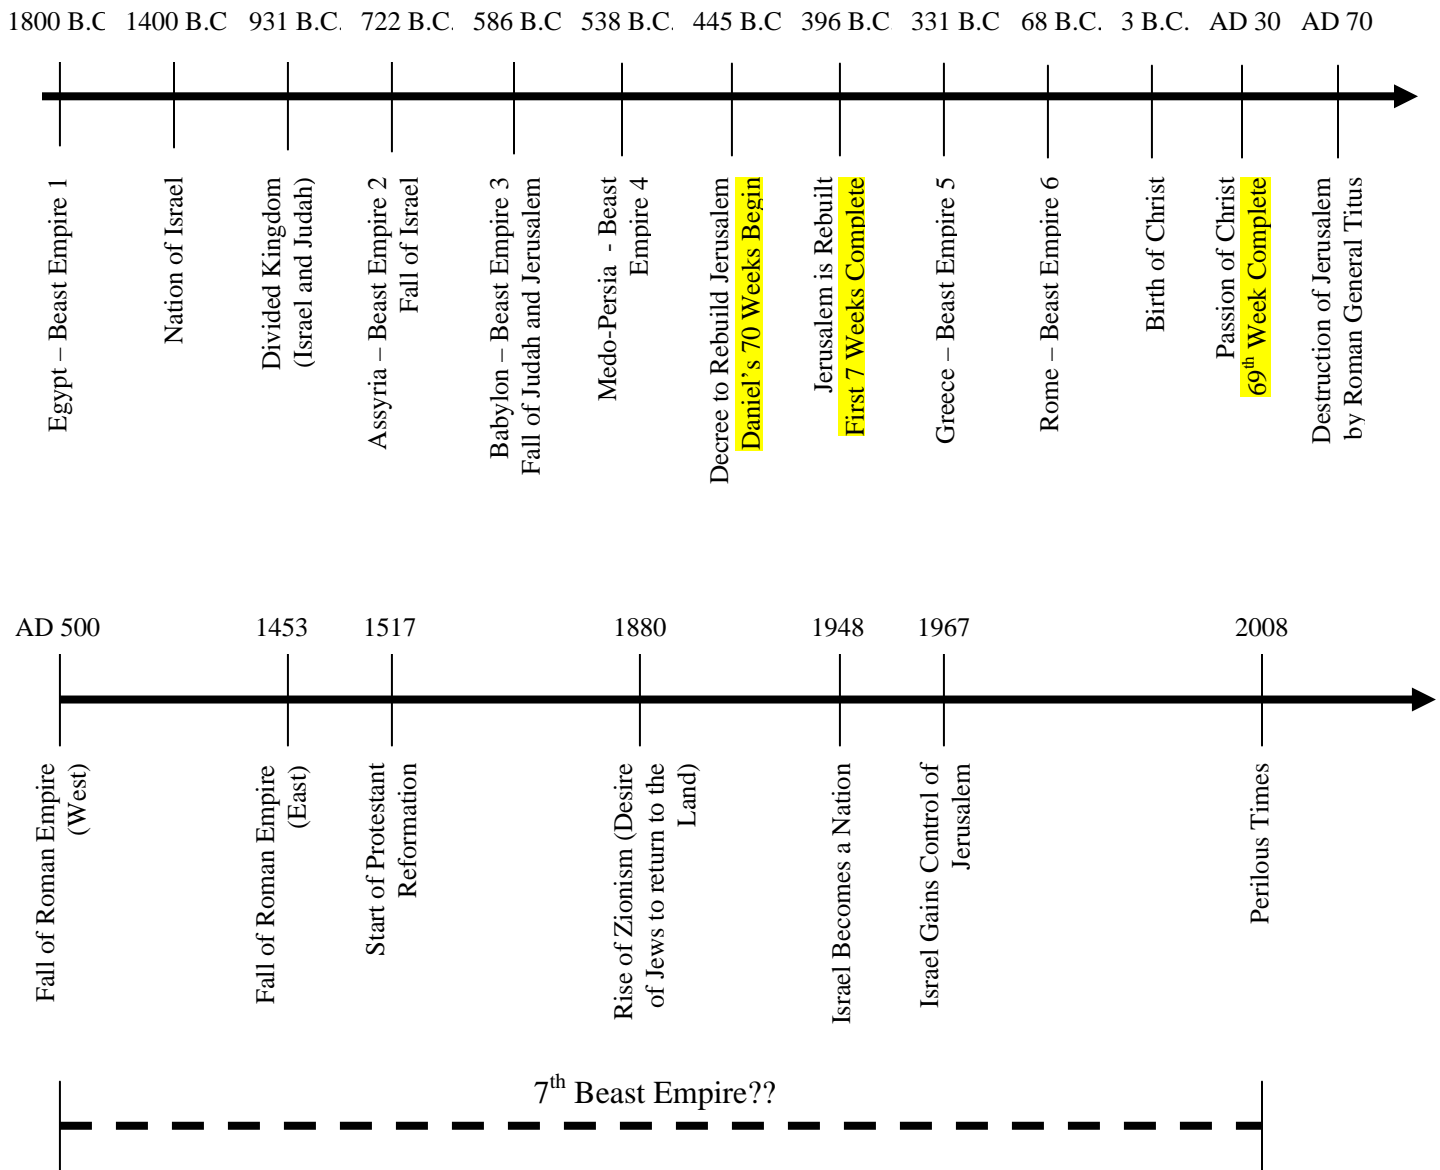 1800 B.C 1400 B.C 931 B.C. 722 B.C. 586 B.C 538 B.C. 445 B.C 396 B.C 331 B.C 68 B.C. 3 B.C. AD 30 AD 70
Egypt – Beast Empire 1
Nation of Israel
Divided Kingdom
(Israel and Judah)
Assyria – Beast Empire 2
Fall of Israel
Babylon – Beast Empire 3
Fall of Judah and Jerusalem
Medo-Persia - Beast
Empire 4
Decree to Rebuild Jerusalem
Daniel's 70 Weeks Begin
Jerusalem is Rebuilt
First 7 Weeks Complete
Greece – Beast Empire 5
Rome – Beast Empire 6
Birth of Christ
Passion of Christ
69th Week Complete
Destruction of Jerusalem
by Roman General Titus
AD 500 1453 1517 1880 1948 1967 2008
Fall of Roman Empire
(West)
Fall of Roman Empire
(East)
Start of Protestant
Reformation
Rise of Zionism (Desire
of Jews to return to the
Land)
Israel Becomes a Nation
Israel Gains Control of
Jerusalem
Perilous Times
7th Beast Empire??